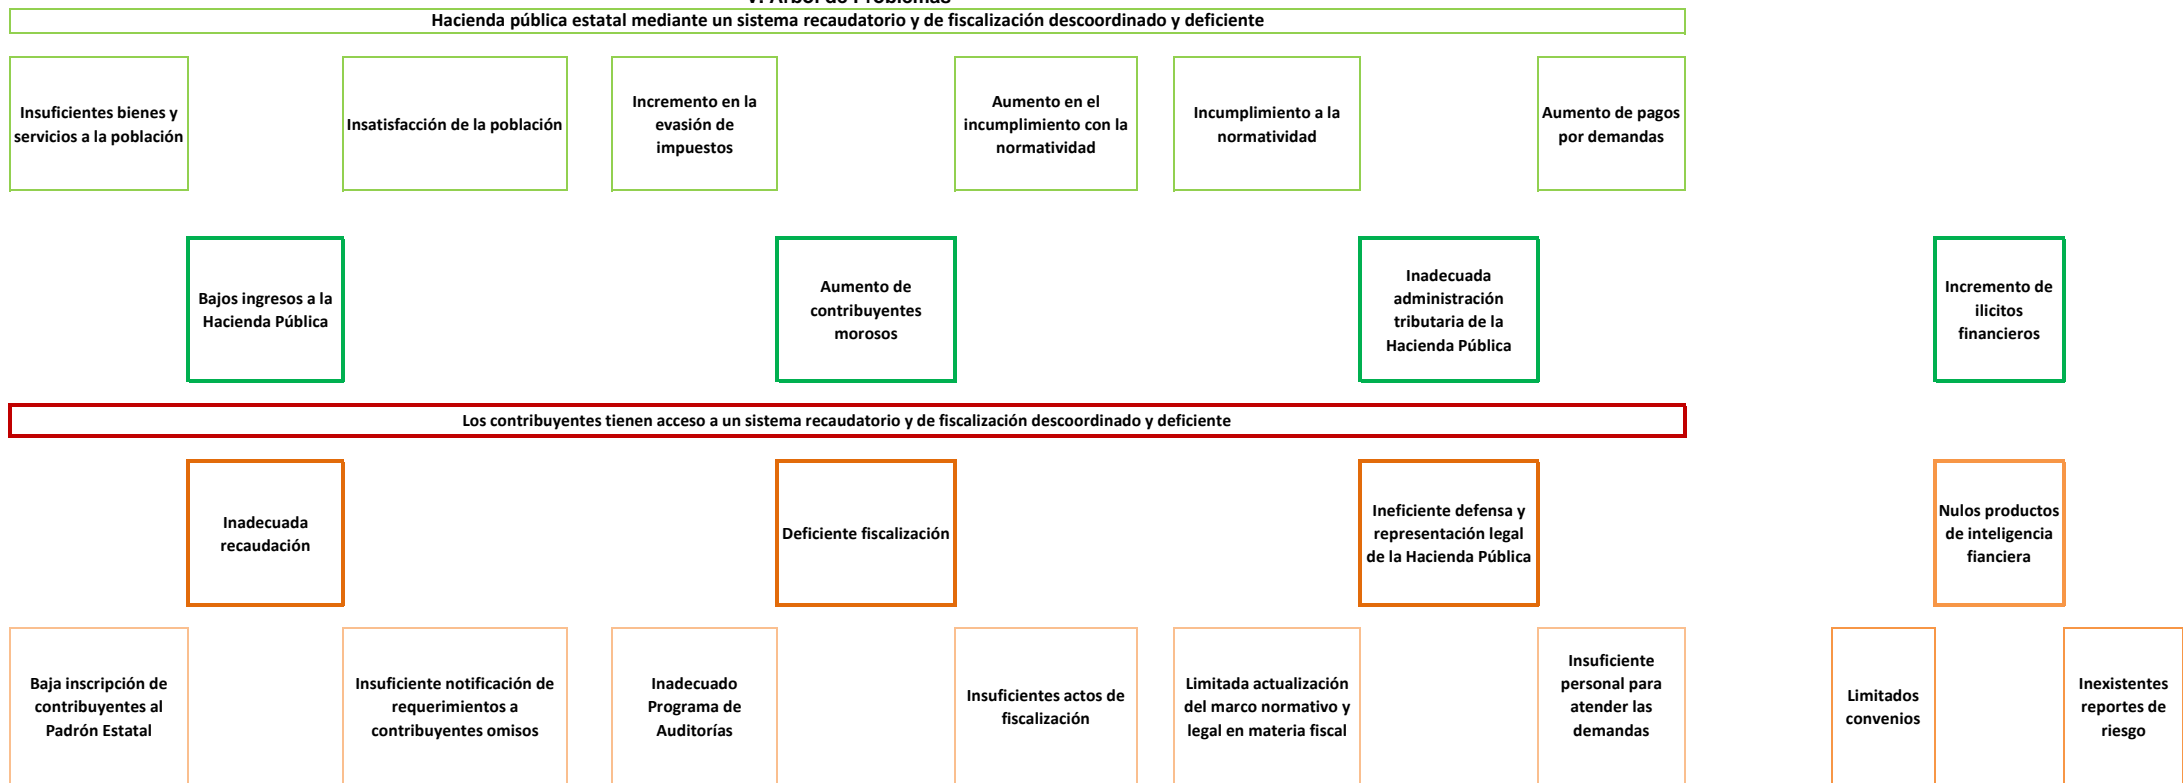 V. Árbol de Problemas
Hacienda pública estatal mediante un sistema recaudatorio y de fiscalización descoordinado y deficiente
Insuficientes bienes y
servicios a la población
Insatisfacción de la población
Incremento en la
evasión de
impuestos
Aumento en el
incumplimiento con la
normatividad
Incumplimiento a la
normatividad
Aumento de pagos
por demandas
Bajos ingresos a la
Hacienda Pública
Aumento de
contribuyentes
morosos
Inadecuada
administración
tributaria de la
Hacienda Pública
Incremento de
ilicitos
financieros
Los contribuyentes tienen acceso a un sistema recaudatorio y de fiscalización descoordinado y deficiente
Inadecuada
recaudación
Deficiente fiscalización
Ineficiente defensa y
representación legal
de la Hacienda Pública
Nulos productos
de inteligencia
fianciera
Baja inscripción de
contribuyentes al
Padrón Estatal
Insuficiente notificación de
requerimientos a
contribuyentes omisos
Inadecuado
Programa de
Auditorías
Insuficientes actos de
fiscalización
Limitada actualización
del marco normativo y
legal en materia fiscal
Insuficiente
personal para
atender las
demandas
Limitados
convenios
Inexistentes
reportes de
riesgo